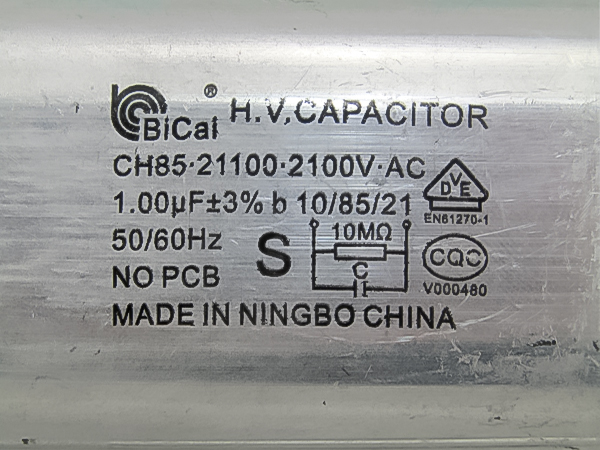 BiCai ® H.V.CAPACITOR
CH85·21100·2100V·AC
1.00µF±3% b 10/85/21
DVE
EN61270-1
50/60Hz
S
10MΩ
C
CQC
NO PCB
V000480
MADE IN NINGBO CHINA